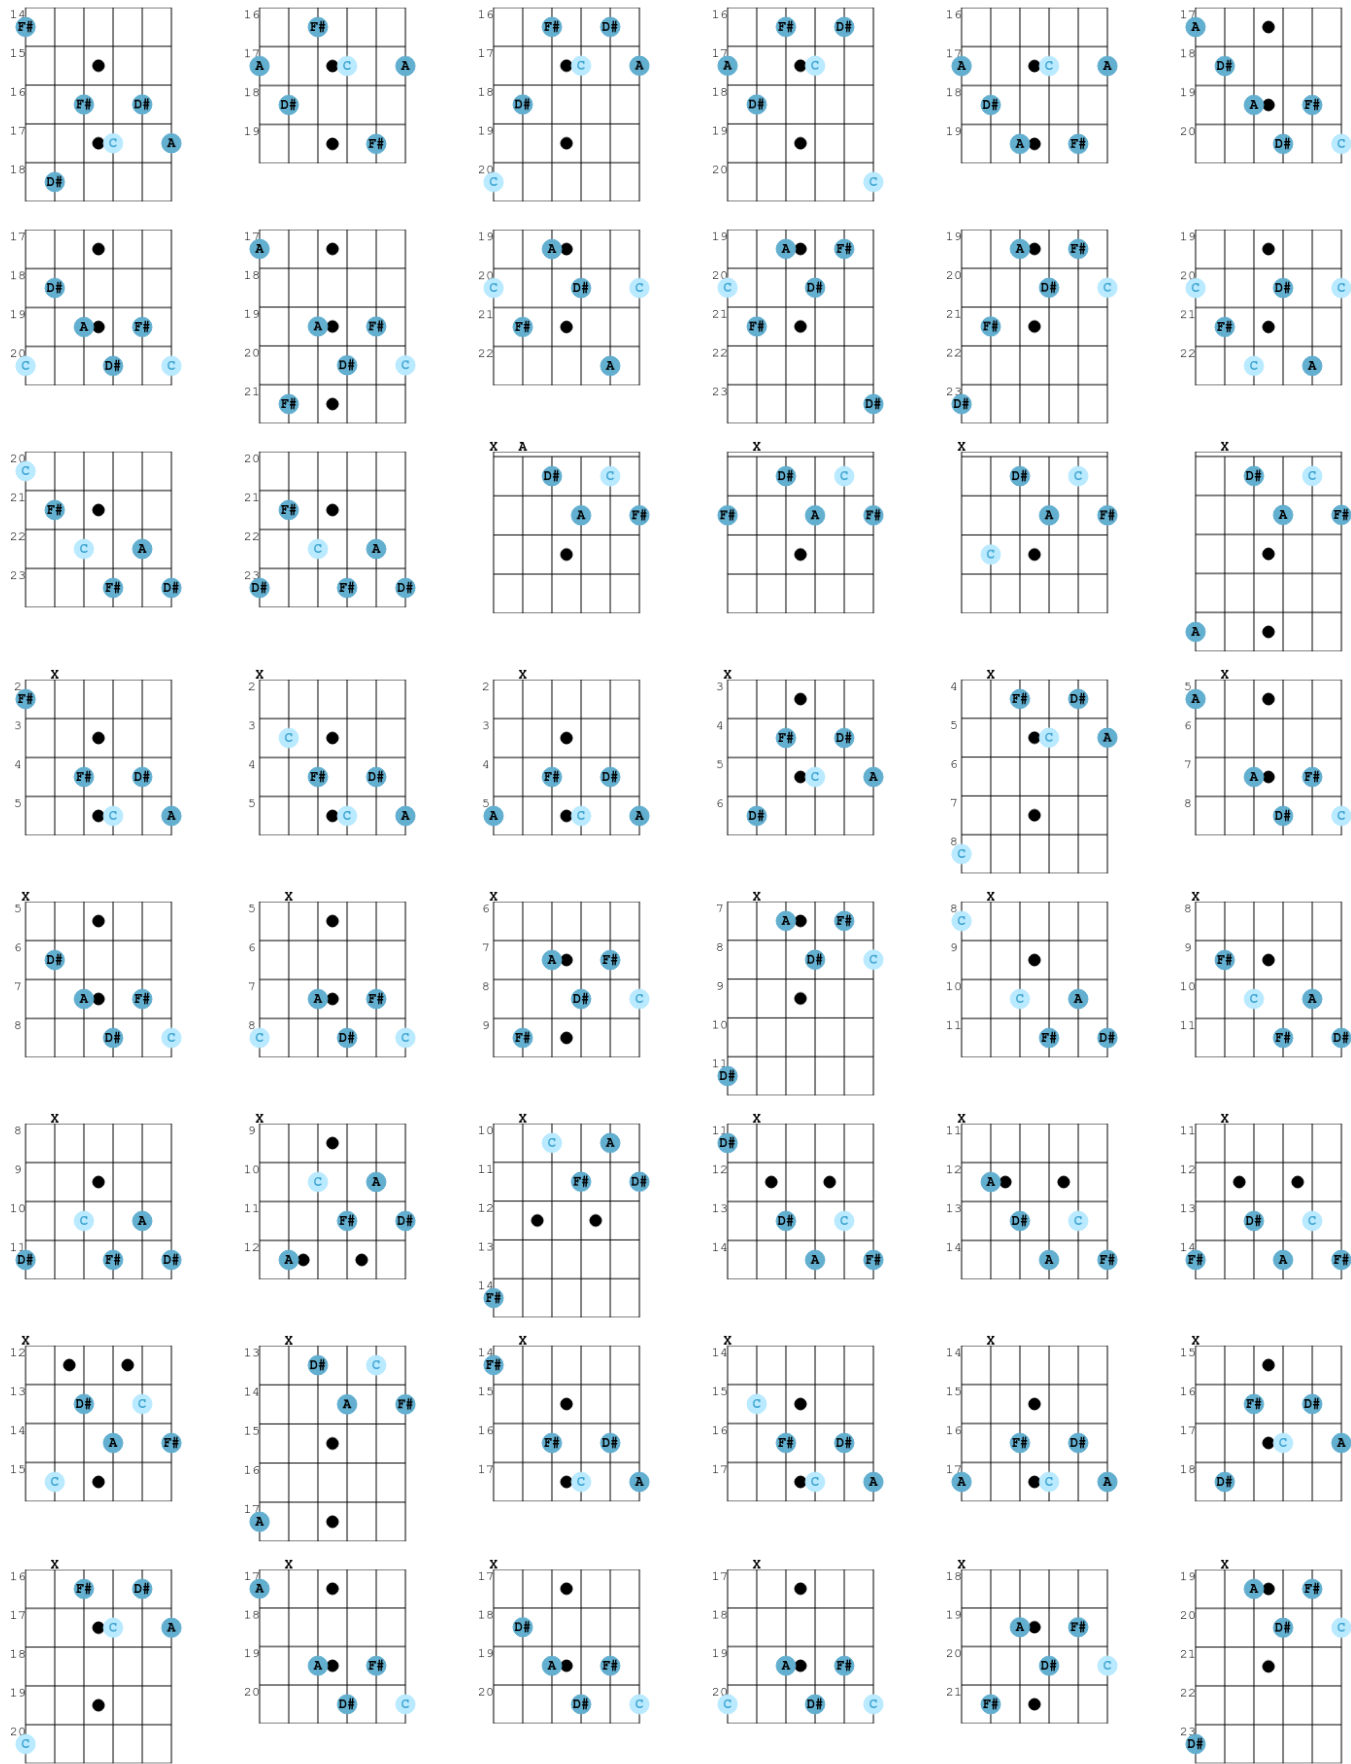 14
F#
15
16 F# D#
17 C A
18 D#
16 F#
17 A C A
18 D#
19 F#
16 F# D#
17 C A
18 D#
19
20 C
16 F# D#
17 A C
18 D#
19
20 C
16
17 A C A
18 D#
19 A F#
17 A
18 D#
19 A F#
20 D# C
17
18 D#
19 A F#
20 C D# C
17 A
18
19 A F#
20 D# C
21 F#
19 A
20 C D# C
21 F#
22 A
19 A F#
20 C D#
21 F#
22
23 D#
19 A F#
20 D# C
21 F#
22
23 D#
19
20 C D# C
21 F#
22 C A
20 C
21 F#
22 C A
23 F# D#
20
21 F#
22 C A
23 D# F# D#
X A
D# C
A F#
X
D# C
F# A F#
X
D# C
A F#
C
X
D# C
A F#
A
X
2 F#
3
4 F# D#
5 C A
X
2
3 C
4 F# D#
5 C A
X
2
3
4 F# D#
5 A C A
X
3
4 F# D#
5 C A
6 D#
X
4 F# D#
5 C A
6
7
8 C
X
5 A
6
7 A F#
8 D# C
X
5
6 D#
7 A F#
8 D# C
X
5
6
7 A F#
8 C D# C
X
6
7 A F#
8 D# C
9 F#
X
7 A F#
8 D# C
9
10
11 D#
X
8 C
9
10 C A
11 F# D#
X
8
9 F#
10 C A
11 F# D#
X
8
9
10 C A
11 D# F# D#
X
9
10 C A
11 F# D#
12 A
X
10 C A
11 F# D#
12
13
14 F#
X
11 D#
12
13 D# C
14 A F#
X
11
12 A
13 D# C
14 A F#
X
11
12
13 D# C
14 F# A F#
X
12
13 D# C
14 A F#
15 C
X
13 D# C
14 A F#
15
16
17 A
X
14 F#
15
16 F# D#
17 C A
X
14
15 C
16 F# D#
17 C A
X
14
15
16 F# D#
17 A C A
X
15
16 F# D#
17 C A
18 D#
X
16 F# D#
17 C A
18
19
20 C
X
17 A
18
19 A F#
20 D# C
X
17
18 D#
19 A F#
20 D# C
X
17
18
19 A F#
20 C D# C
X
18
19 A F#
20 D# C
21 F#
X
19 A F#
20 D# C
21
22
23 D#